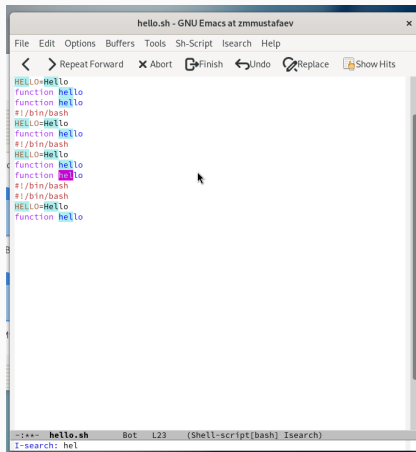 hello.sh - GNU Emacs at zmmustafaev ×
File Edit Options Buffers Tools Sh-Script Isearch Help
Repeat Forward Abort Finish Undo Replace Show Hits
HELLO=Hello
function hello
function hello
#!/bin/bash
HELLO=Hello
function hello
#!/bin/bash
HELLO=Hello
function hello
function hello
#!/bin/bash
#!/bin/bash
HELLO=Hello
function hello
-:**- hello.sh Bot L23 (Shell-script[bash] Isearch)
I-search: hel